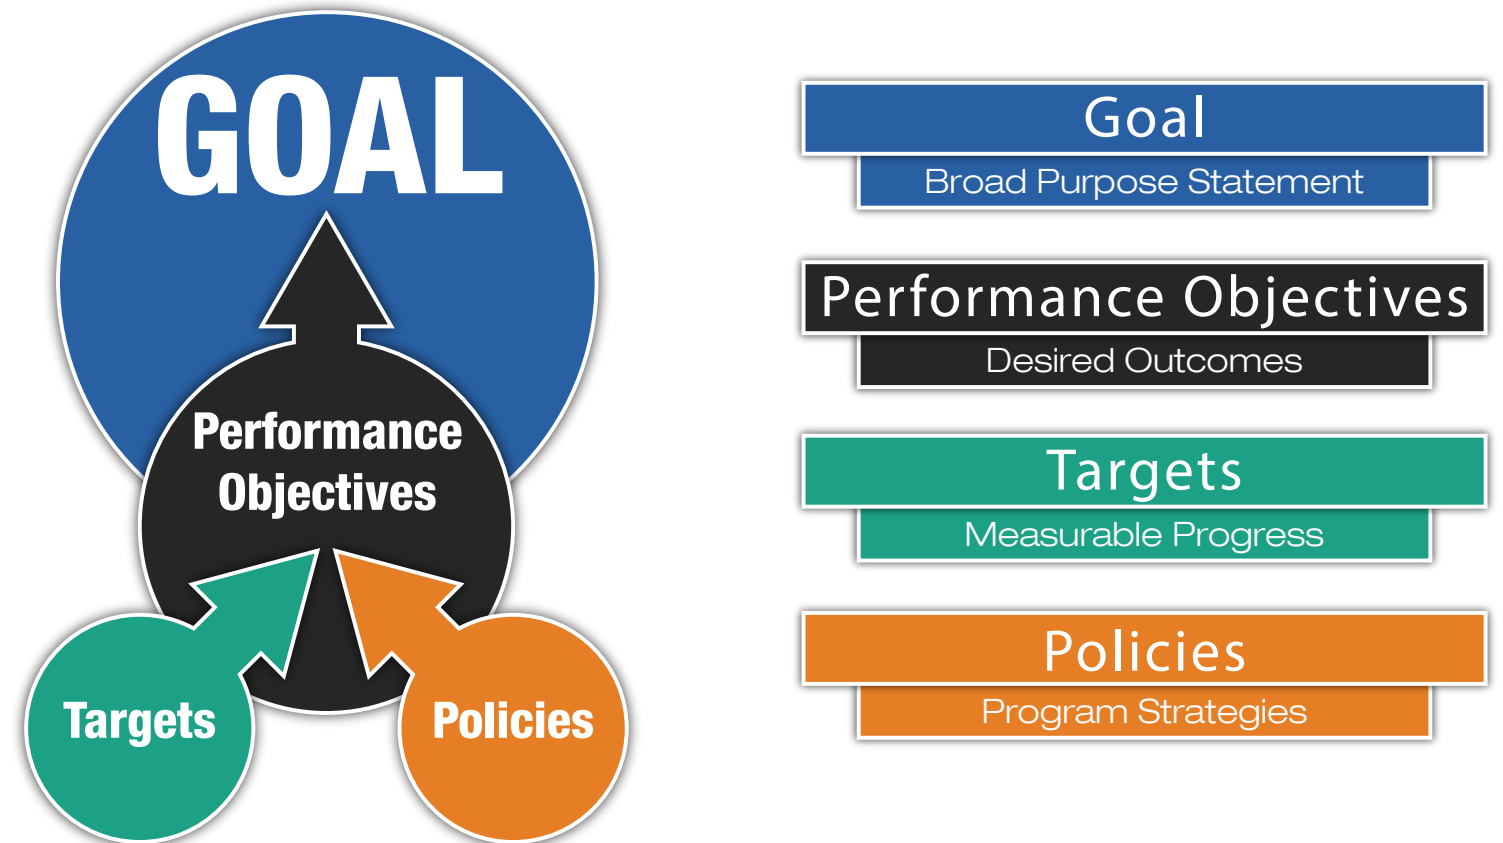 GOAL
Performance
Objectives
Targets
Policies
Goal
Broad Purpose Statement
Performance Objectives
Desired Outcomes
Targets
Measurable Progress
Policies
Program Strategies